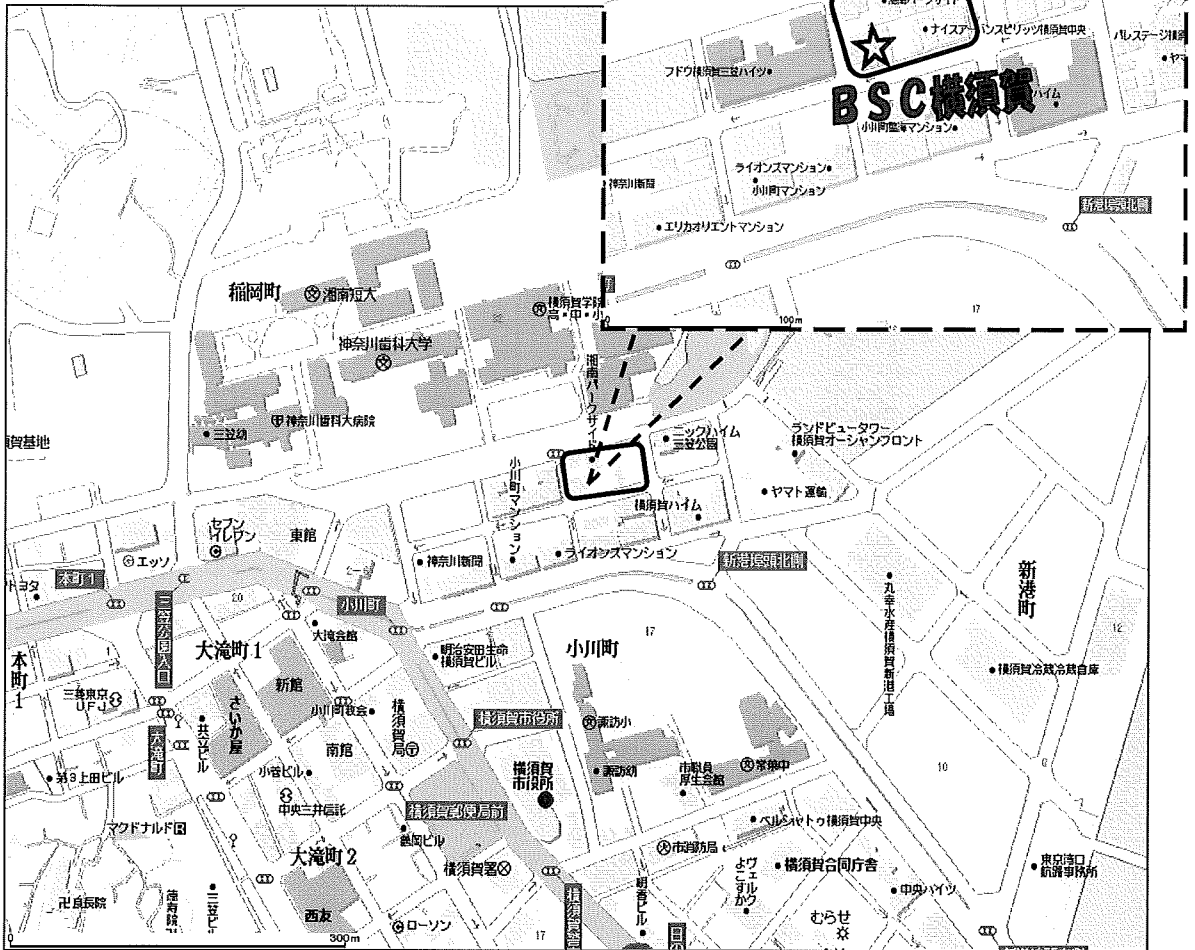 ナイスアーバンスピリッツ横須賀中央
パレステージ横須
フドウ横須賀三笠ハイツ
ヤマ
BSC横須賀
ハイム
ライオンズマンション
小川町マンション
神奈川新聞
エリカオリエントマンション
新港埠頭北側
17
100m
稲岡町
湘南短大
横須賀学院
高・中・小
神奈川歯科大学
湘南パークサイド
神奈川歯科大病院
三笠幼
須賀基地
ニックハイム
三笠公園
ランドビュータワー
横須賀オーシャンフロント
小川町マンション
ヤマト運輸
横須賀ハイム
セブン
イレブン
東館
エッソ
神奈川新聞
ライオンズマンション
新港埠頭北側
トヨタ
本町1
三笠公園入口
20
小川町
大滝会館
大滝町1
明治安田生命
横須賀ビル
小川町
17
新港町
12
丸幸水産横須賀新港工場
横須賀冷蔵冷蔵倉庫
本町1
新館
三菱東京
UFJ
さいか屋
共立ビル
小川町教会
横須賀局
横須賀市役所
諏訪小
大滝町
南館
第3上田ビル
小菅ビル
横須賀
市役所
諏訪幼
市職員
厚生会館
常葉中
10
中央三井信託
横須賀郵便局前
マクドナルド
ベルシャトゥ横須賀中央
大滝町2
横須賀署
市消防局
ヴェルク
よこすか
横須賀合同庁舎
東京湾口
航路事務所
中央ハイツ
卍良長院
徳寿院
三笠ビ
西友
ローソン
17
明善ビル
むらせ
0
300m